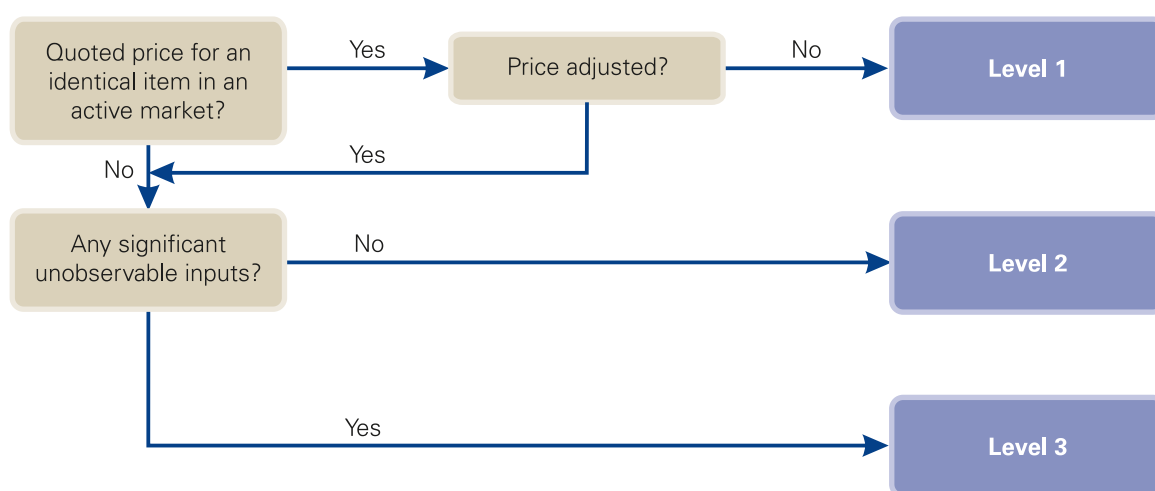 Quoted price for an
identical item in an
active market?
Yes
Price adjusted?
No
Level 1
Yes
No
Any significant
unobservable inputs?
No
Level 2
Yes
Level 3